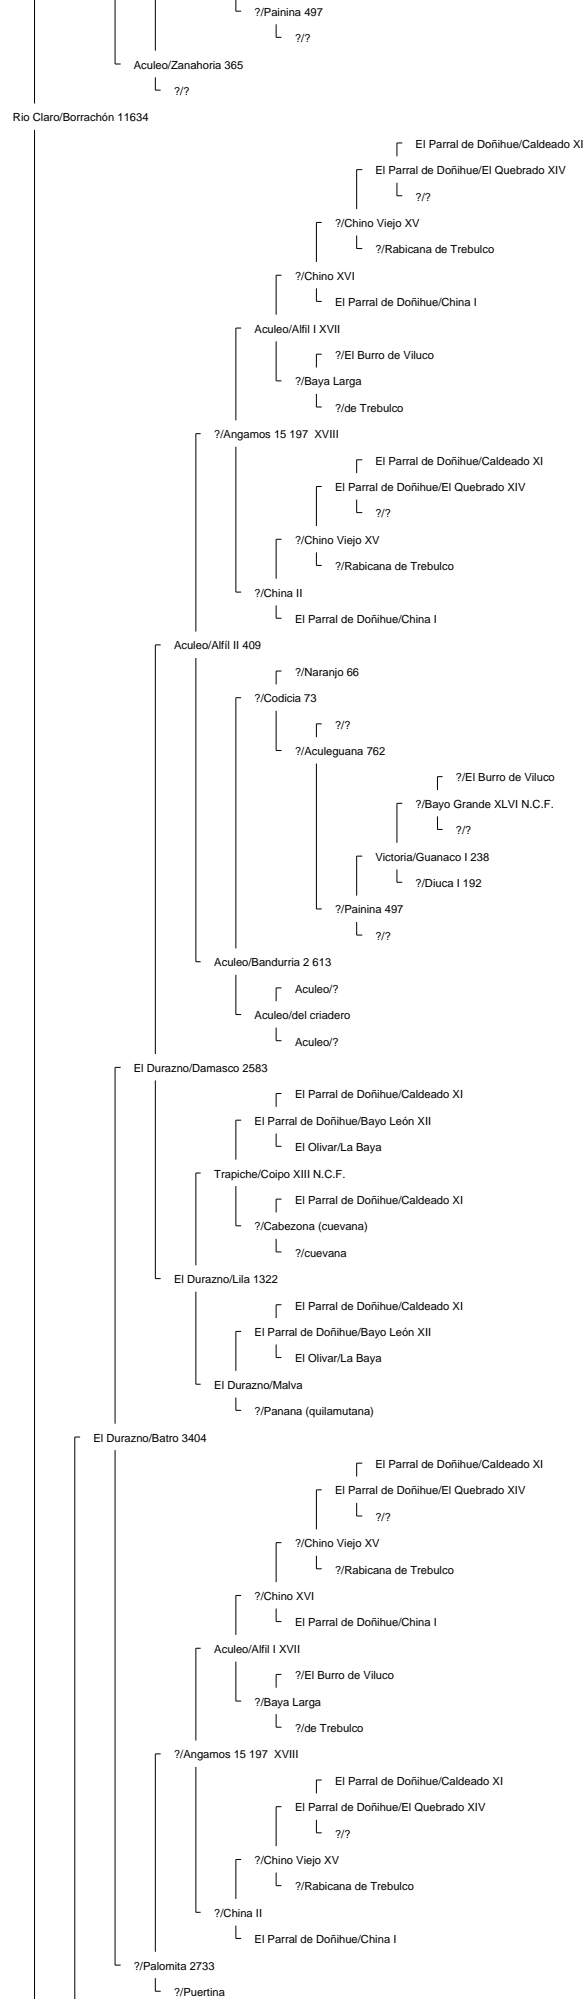 ?/Painina 497
?/?
Aculeo/Zanahoria 365
?/?
Rio Claro/Borrachón 11634
El Parral de Doñihue/Caldeado XI
El Parral de Doñihue/El Quebrado XIV
?/?
?/Chino Viejo XV
?/Rabicana de Trebulco
?/Chino XVI
El Parral de Doñihue/China I
Aculeo/Alfil I XVII
?/El Burro de Viluco
?/Baya Larga
?/de Trebulco
?/Angamos 15 197  XVIII
El Parral de Doñihue/Caldeado XI
El Parral de Doñihue/El Quebrado XIV
?/?
?/Chino Viejo XV
?/Rabicana de Trebulco
?/China II
El Parral de Doñihue/China I
Aculeo/Alfíl II 409
?/Naranjo 66
?/Codicia 73
?/?
?/Aculeguana 762
?/El Burro de Viluco
?/Bayo Grande XLVI N.C.F.
?/?
Victoria/Guanaco I 238
?/Diuca I 192
?/Painina 497
?/?
Aculeo/Bandurria 2 613
Aculeo/?
Aculeo/del criadero
Aculeo/?
El Durazno/Damasco 2583
El Parral de Doñihue/Caldeado XI
El Parral de Doñihue/Bayo León XII
El Olivar/La Baya
Trapiche/Coipo XIII N.C.F.
El Parral de Doñihue/Caldeado XI
?/Cabezona (cuevana)
?/cuevana
El Durazno/Lila 1322
El Parral de Doñihue/Caldeado XI
El Parral de Doñihue/Bayo León XII
El Olivar/La Baya
El Durazno/Malva
?/Panana (quilamutana)
El Durazno/Batro 3404
El Parral de Doñihue/Caldeado XI
El Parral de Doñihue/El Quebrado XIV
?/?
?/Chino Viejo XV
?/Rabicana de Trebulco
?/Chino XVI
El Parral de Doñihue/China I
Aculeo/Alfil I XVII
?/El Burro de Viluco
?/Baya Larga
?/de Trebulco
?/Angamos 15 197  XVIII
El Parral de Doñihue/Caldeado XI
El Parral de Doñihue/El Quebrado XIV
?/?
?/Chino Viejo XV
?/Rabicana de Trebulco
?/China II
El Parral de Doñihue/China I
?/Palomita 2733
?/Puertina